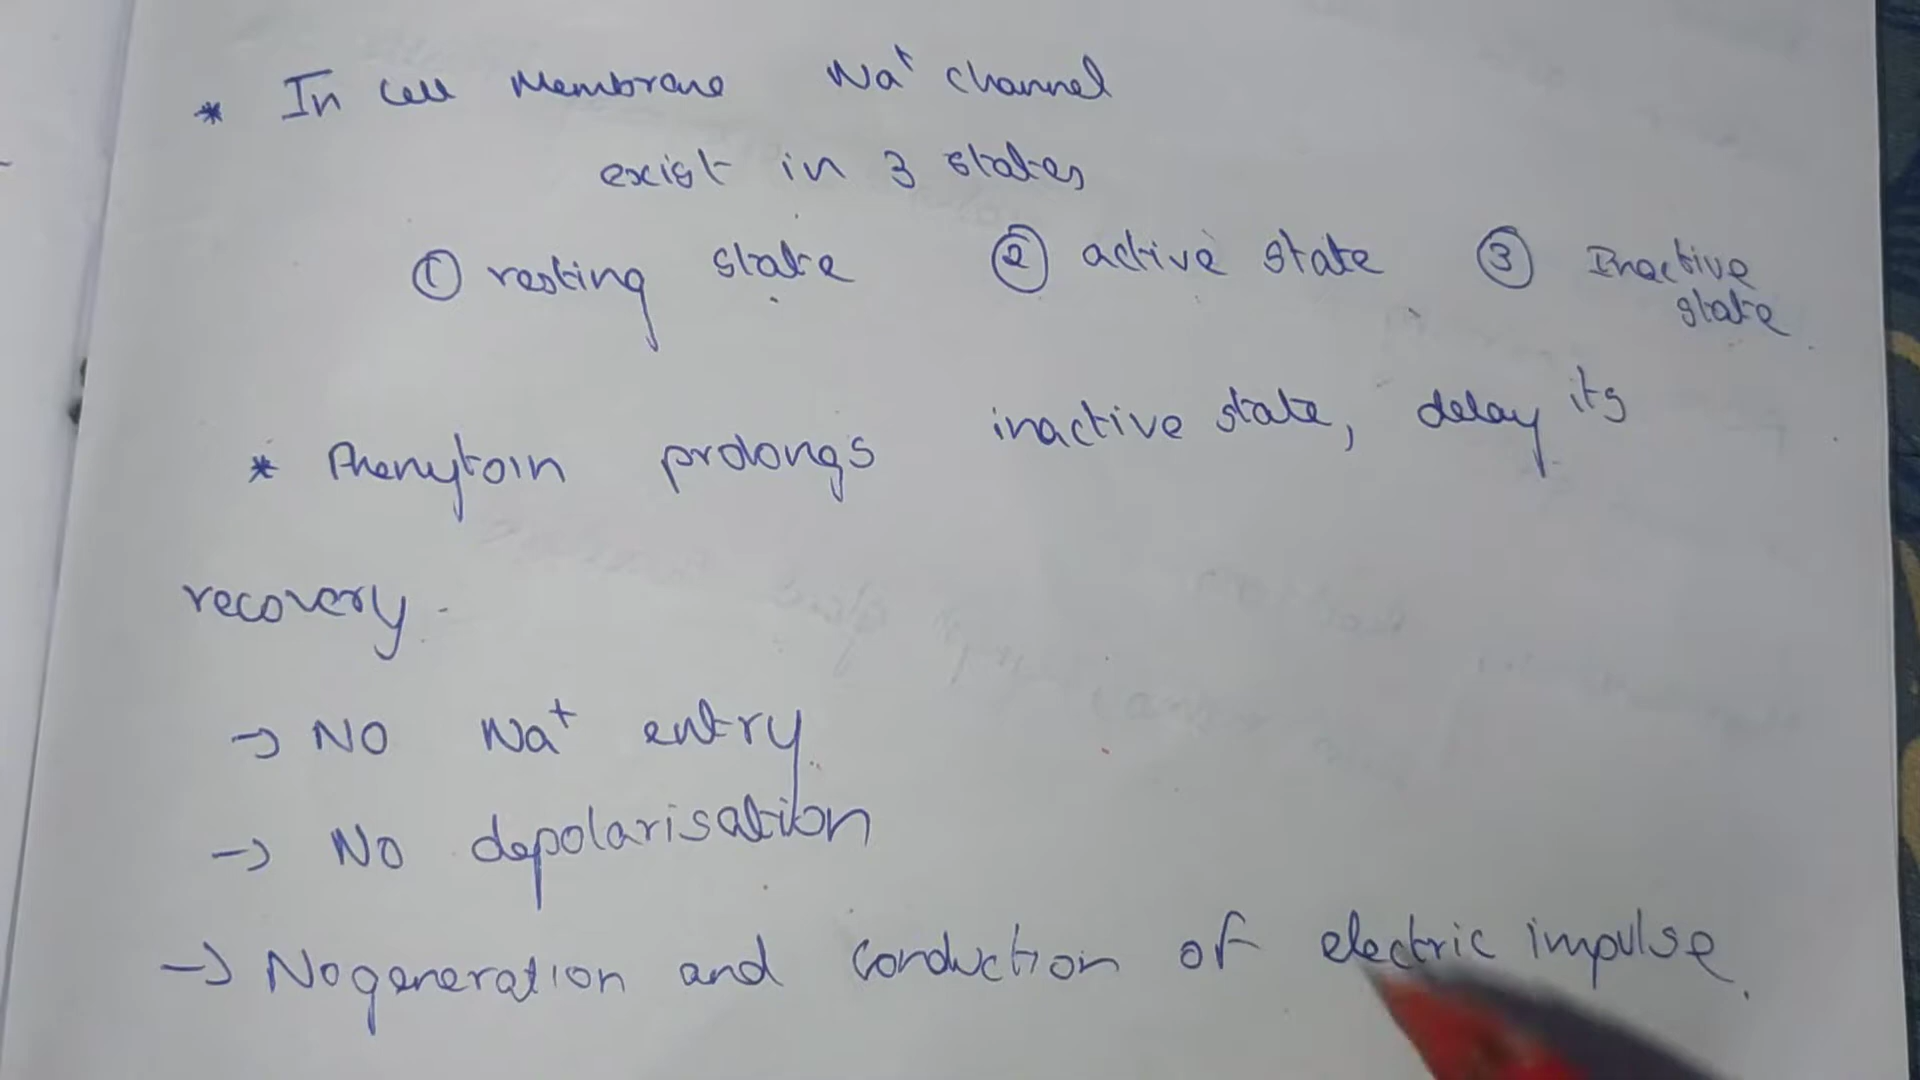 * In cell Membrane Na+ channel
exist in 3 states
① resting state ② active state ③ Inactive
state
* Phenytoin prolongs inactive state, delay its
recovery.
→ NO Na+ entry
→ No depolarisation
→ No generation and conduction of electric impulse.